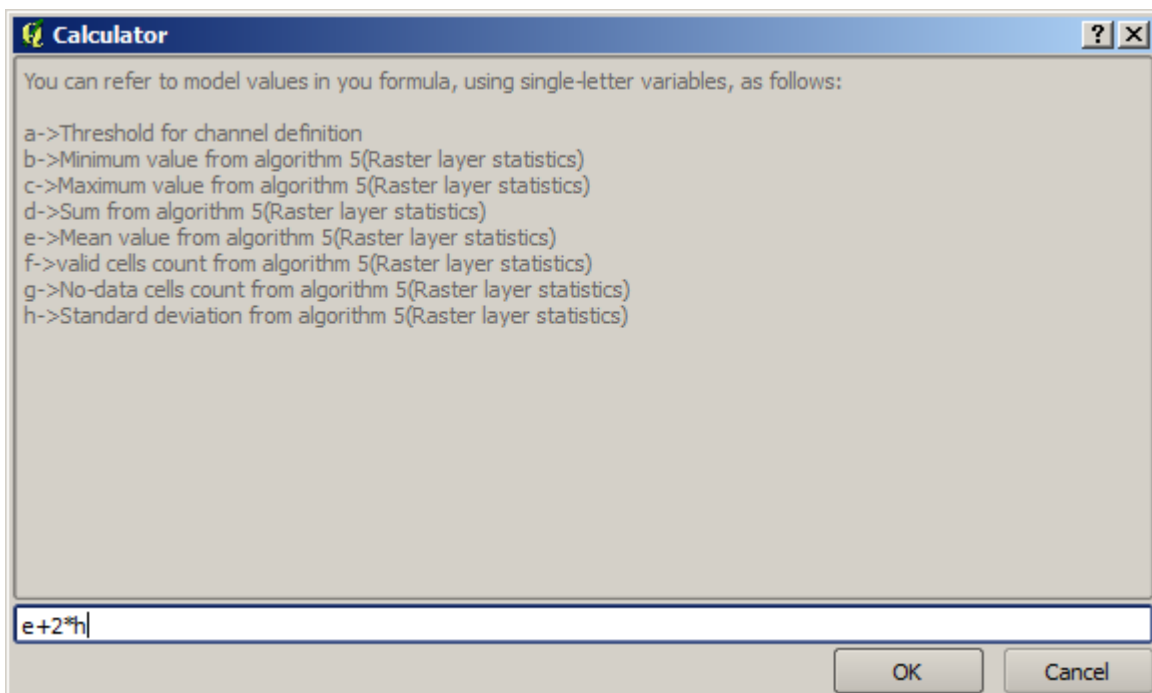 Calculator
You can refer to model values in you formula, using single-letter variables, as follows:
a->Threshold for channel definition
b->Minimum value from algorithm 5(Raster layer statistics)
c->Maximum value from algorithm 5(Raster layer statistics)
d->Sum from algorithm 5(Raster layer statistics)
e->Mean value from algorithm 5(Raster layer statistics)
f->valid cells count from algorithm 5(Raster layer statistics)
g->No-data cells count from algorithm 5(Raster layer statistics)
h->Standard deviation from algorithm 5(Raster layer statistics)
e+2*h
OK Cancel